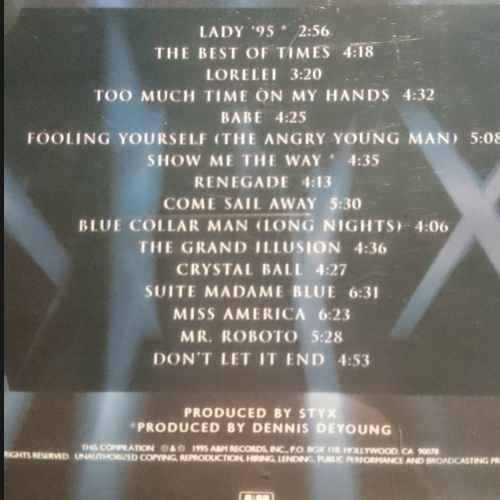 LADY '95 * 2:56
THE BEST OF TIMES 4:18
LORELEI 3:20
TOO MUCH TIME ON MY HANDS 4:32
BABE 4:25
FOOLING YOURSELF (THE ANGRY YOUNG MAN) 5:08
SHOW ME THE WAY * 4:35
RENEGADE 4:13
COME SAIL AWAY 5:30
BLUE COLLAR MAN (LONG NIGHTS) 4:06
THE GRAND ILLUSION 4:36
CRYSTAL BALL 4:27
SUITE MADAME BLUE 6:31
MISS AMERICA 6:23
MR. ROBOTO 5:28
DON'T LET IT END 4:53
PRODUCED BY STYX
*PRODUCED BY DENNIS DEYOUNG
THIS COMPILATION ℗ & © 1995 A&M RECORDS, INC., P.O. BOX 118, HOLLYWOOD, CA 90078
RIGHTS RESERVED. UNAUTHORIZED COPYING, REPRODUCTION, HIRING, LENDING, PUBLIC PERFORMANCE AND BROADCASTING PR